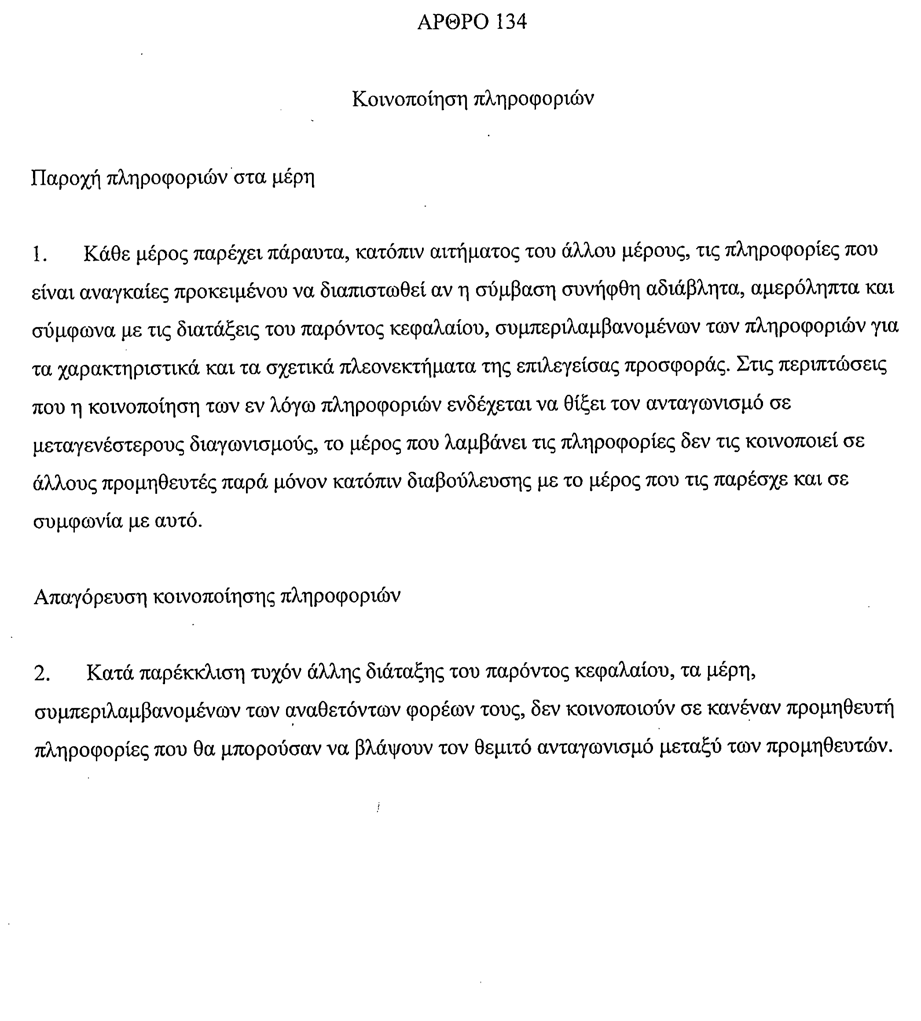 ΑΡΘΡΟ 134
Κοινοποίηση πληροφοριών
Παροχή πληροφοριών στα μέρη
1. Κάθε μέρος παρέχει πάραυτα, κατόπιν αιτήματος του άλλου μέρους, τις πληροφορίες που
είναι αναγκαίες προκειμένου να διαπιστωθεί αν η σύμβαση συνήφθη αδιάβλητα, αμερόληπτα και
σύμφωνα με τις διατάξεις του παρόντος κεφαλαίου, συμπεριλαμβανομένων των πληροφοριών για
τα χαρακτηριστικά και τα σχετικά πλεονεκτήματα της επιλεγείσας προσφοράς. Στις περιπτώσεις
που η κοινοποίηση των εν λόγω πληροφοριών ενδέχεται να θίξει τον ανταγωνισμό σε
μεταγενέστερους διαγωνισμούς, το μέρος που λαμβάνει τις πληροφορίες δεν τις κοινοποιεί σε
άλλους προμηθευτές παρά μόνον κατόπιν διαβούλευσης με το μέρος που τις παρέσχε και σε
συμφωνία με αυτό.
Απαγόρευση κοινοποίησης πληροφοριών
2. Κατά παρέκκλιση τυχόν άλλης διάταξης του παρόντος κεφαλαίου, τα μέρη,
συμπεριλαμβανομένων των αναθετόντων φορέων τους, δεν κοινοποιούν σε κανέναν προμηθευτή
πληροφορίες που θα μπορούσαν να βλάψουν τον θεμιτό ανταγωνισμό μεταξύ των προμηθευτών.